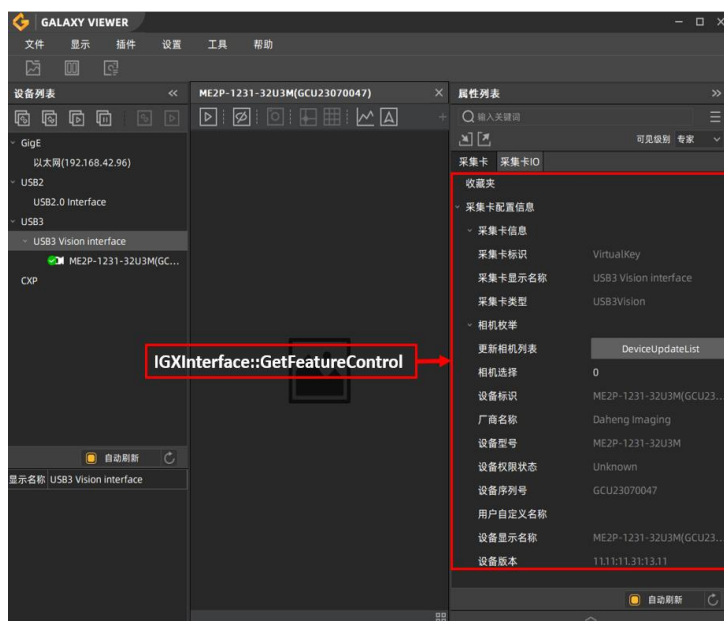 GALAXY VIEWER
文件 显示 插件 设置 工具 帮助
设备列表
GigE
以太网(192.168.42.96)
USB2
USB2.0 Interface
USB3
USB3 Vision interface
ME2P-1231-32U3M(GC...
CXP
自动刷新
显示名称 USB3 Vision interface
ME2P-1231-32U3M(GCU23070047)
IGXInterface::GetFeatureControl
属性列表
输入关键词
可见级别 专家
采集卡 采集卡IO
收藏夹
采集卡配置信息
采集卡信息
采集卡标识 VirtualKey
采集卡显示名称 USB3 Vision interface
采集卡类型 USB3Vision
相机枚举
更新相机列表 DeviceUpdateList
相机选择 0
设备标识 ME2P-1231-32U3M(GCU23...
厂商名称 Daheng Imaging
设备型号 ME2P-1231-32U3M
设备权限状态 Unknown
设备序列号 GCU23070047
用户自定义名称
设备显示名称 ME2P-1231-32U3M(GCU23...
设备版本 11.11:11.31:13.11
自动刷新